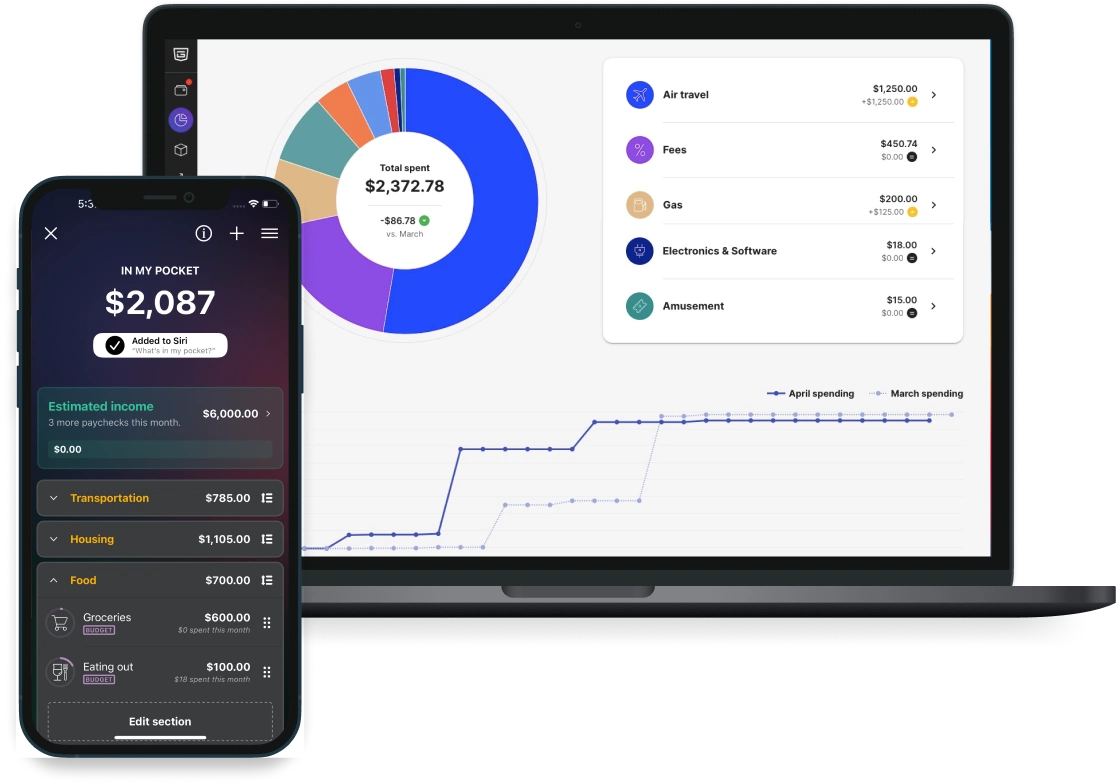 Total spent
$2,372.78
-$86.78
vs. March
Air travel
$1,250.00
+$1,250.00
Fees
$450.74
$0.00
Gas
$200.00
+$125.00
Electronics & Software
$18.00
$0.00
Amusement
$15.00
$0.00
April spending
March spending
IN MY POCKET
$2,087
Added to Siri
"What's in my pocket?"
Estimated income
$6,000.00
3 more paychecks this month.
$0.00
Transportation
$785.00
Housing
$1,105.00
Food
$700.00
Groceries
$600.00
BUDGET
$0 spent this month
Eating out
$100.00
BUDGET
$18 spent this month
Edit section